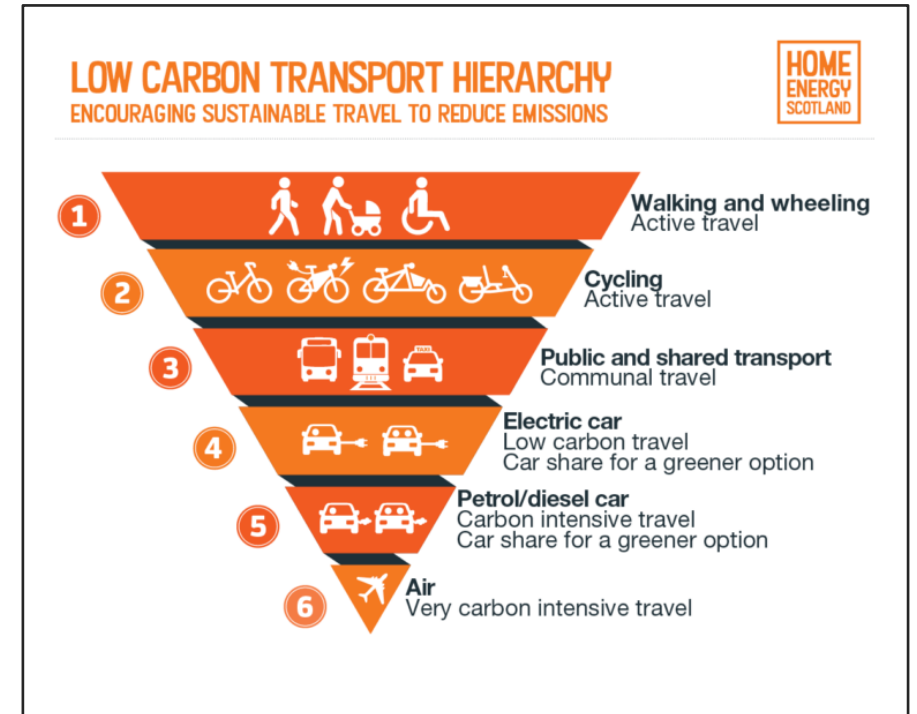 LOW CARBON TRANSPORT HIERARCHY
ENCOURAGING SUSTAINABLE TRAVEL TO REDUCE EMISSIONS
HOME
ENERGY
SCOTLAND
1
Walking and wheeling
Active travel
2
Cycling
Active travel
3
TAXI
Public and shared transport
Communal travel
4
Electric car
Low carbon travel
Car share for a greener option
5
Petrol/diesel car
Carbon intensive travel
Car share for a greener option
6
Air
Very carbon intensive travel